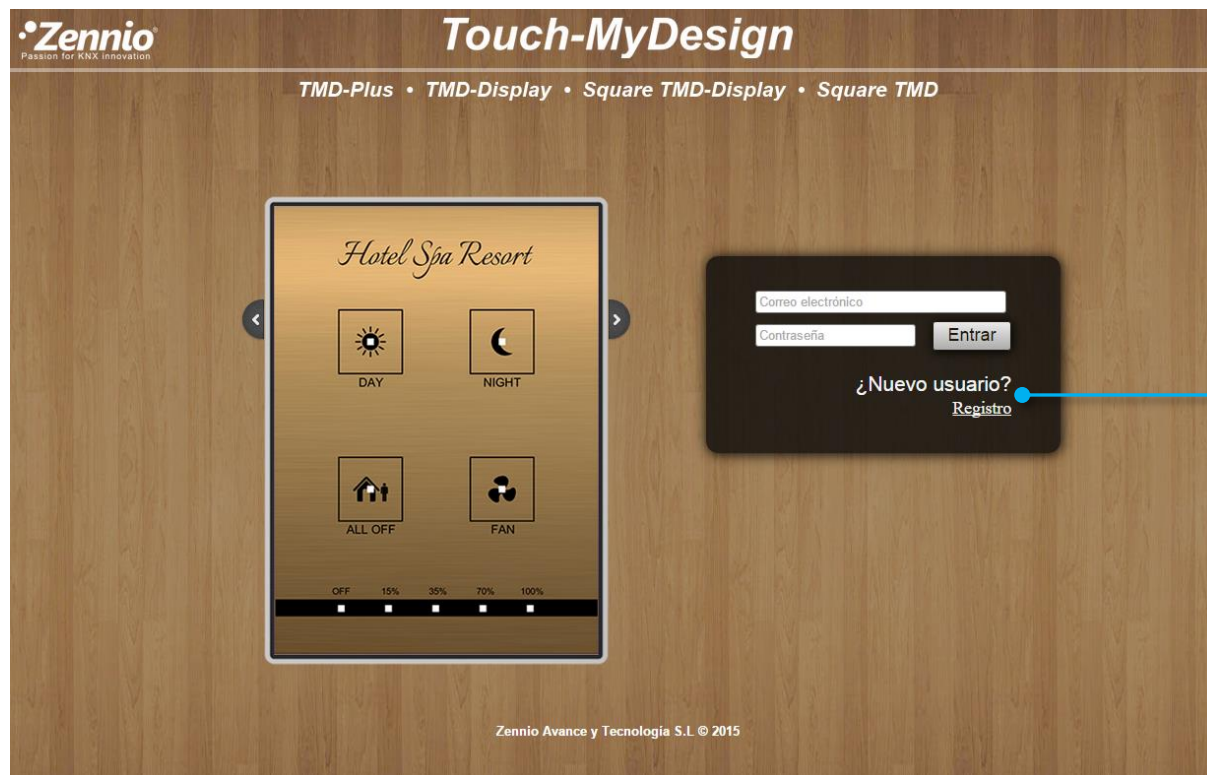 Zennio
Passion for KNX innovation
Touch-MyDesign
TMD-Plus • TMD-Display • Square TMD-Display • Square TMD
Hotel Spa Resort
DAY NIGHT
ALL OFF FAN
OFF 15% 35% 70% 100%
Correo electrónico
Contraseña Entrar
¿Nuevo usuario?
Registro
Zennio Avance y Tecnología S.L © 2015